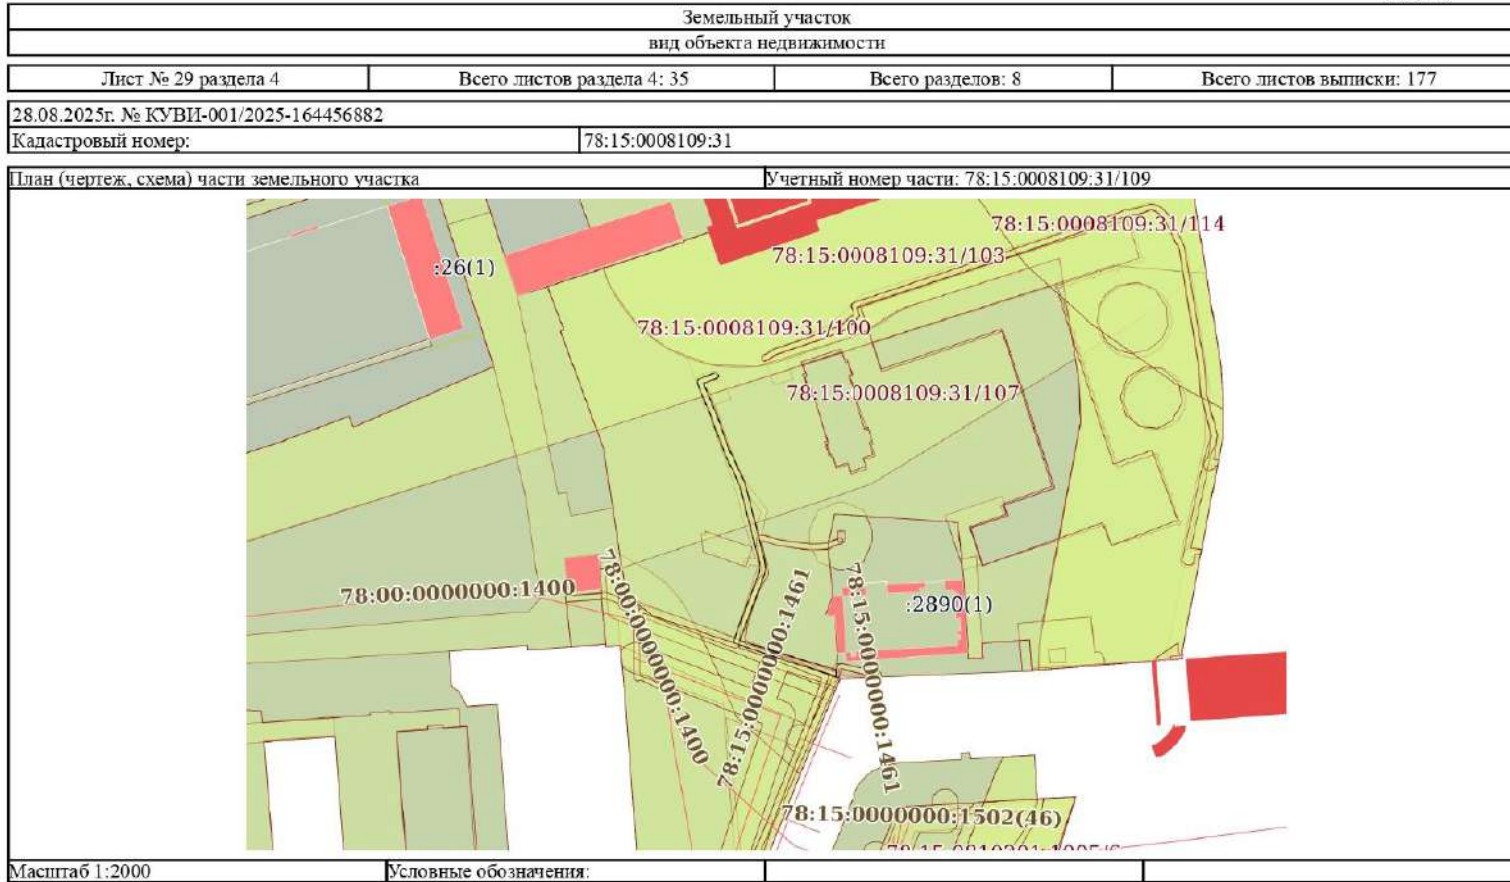 Земельный участок
вид объекта недвижимости
Лист № 29 раздела 4 Всего листов раздела 4: 35 Всего разделов: 8 Всего листов выписки: 177
28.08.2025г. № КУВИ-001/2025-164456882
Кадастровый номер: 78:15:0008109:31
План (чертеж, схема) части земельного участка Учетный номер части: 78:15:0008109:31/109
78:15:0008109:31/114
78:15:0008109:31/103
:26(1)
78:15:0008109:31/100
78:15:0008109:31/107
78:00:0000000:1400
78:00:0000000:1400
78:15:0000000:1461
78:15:0000000:1461
:2890(1)
78:15:0000000:1502(46)
Масштаб 1:2000 Условные обозначения: